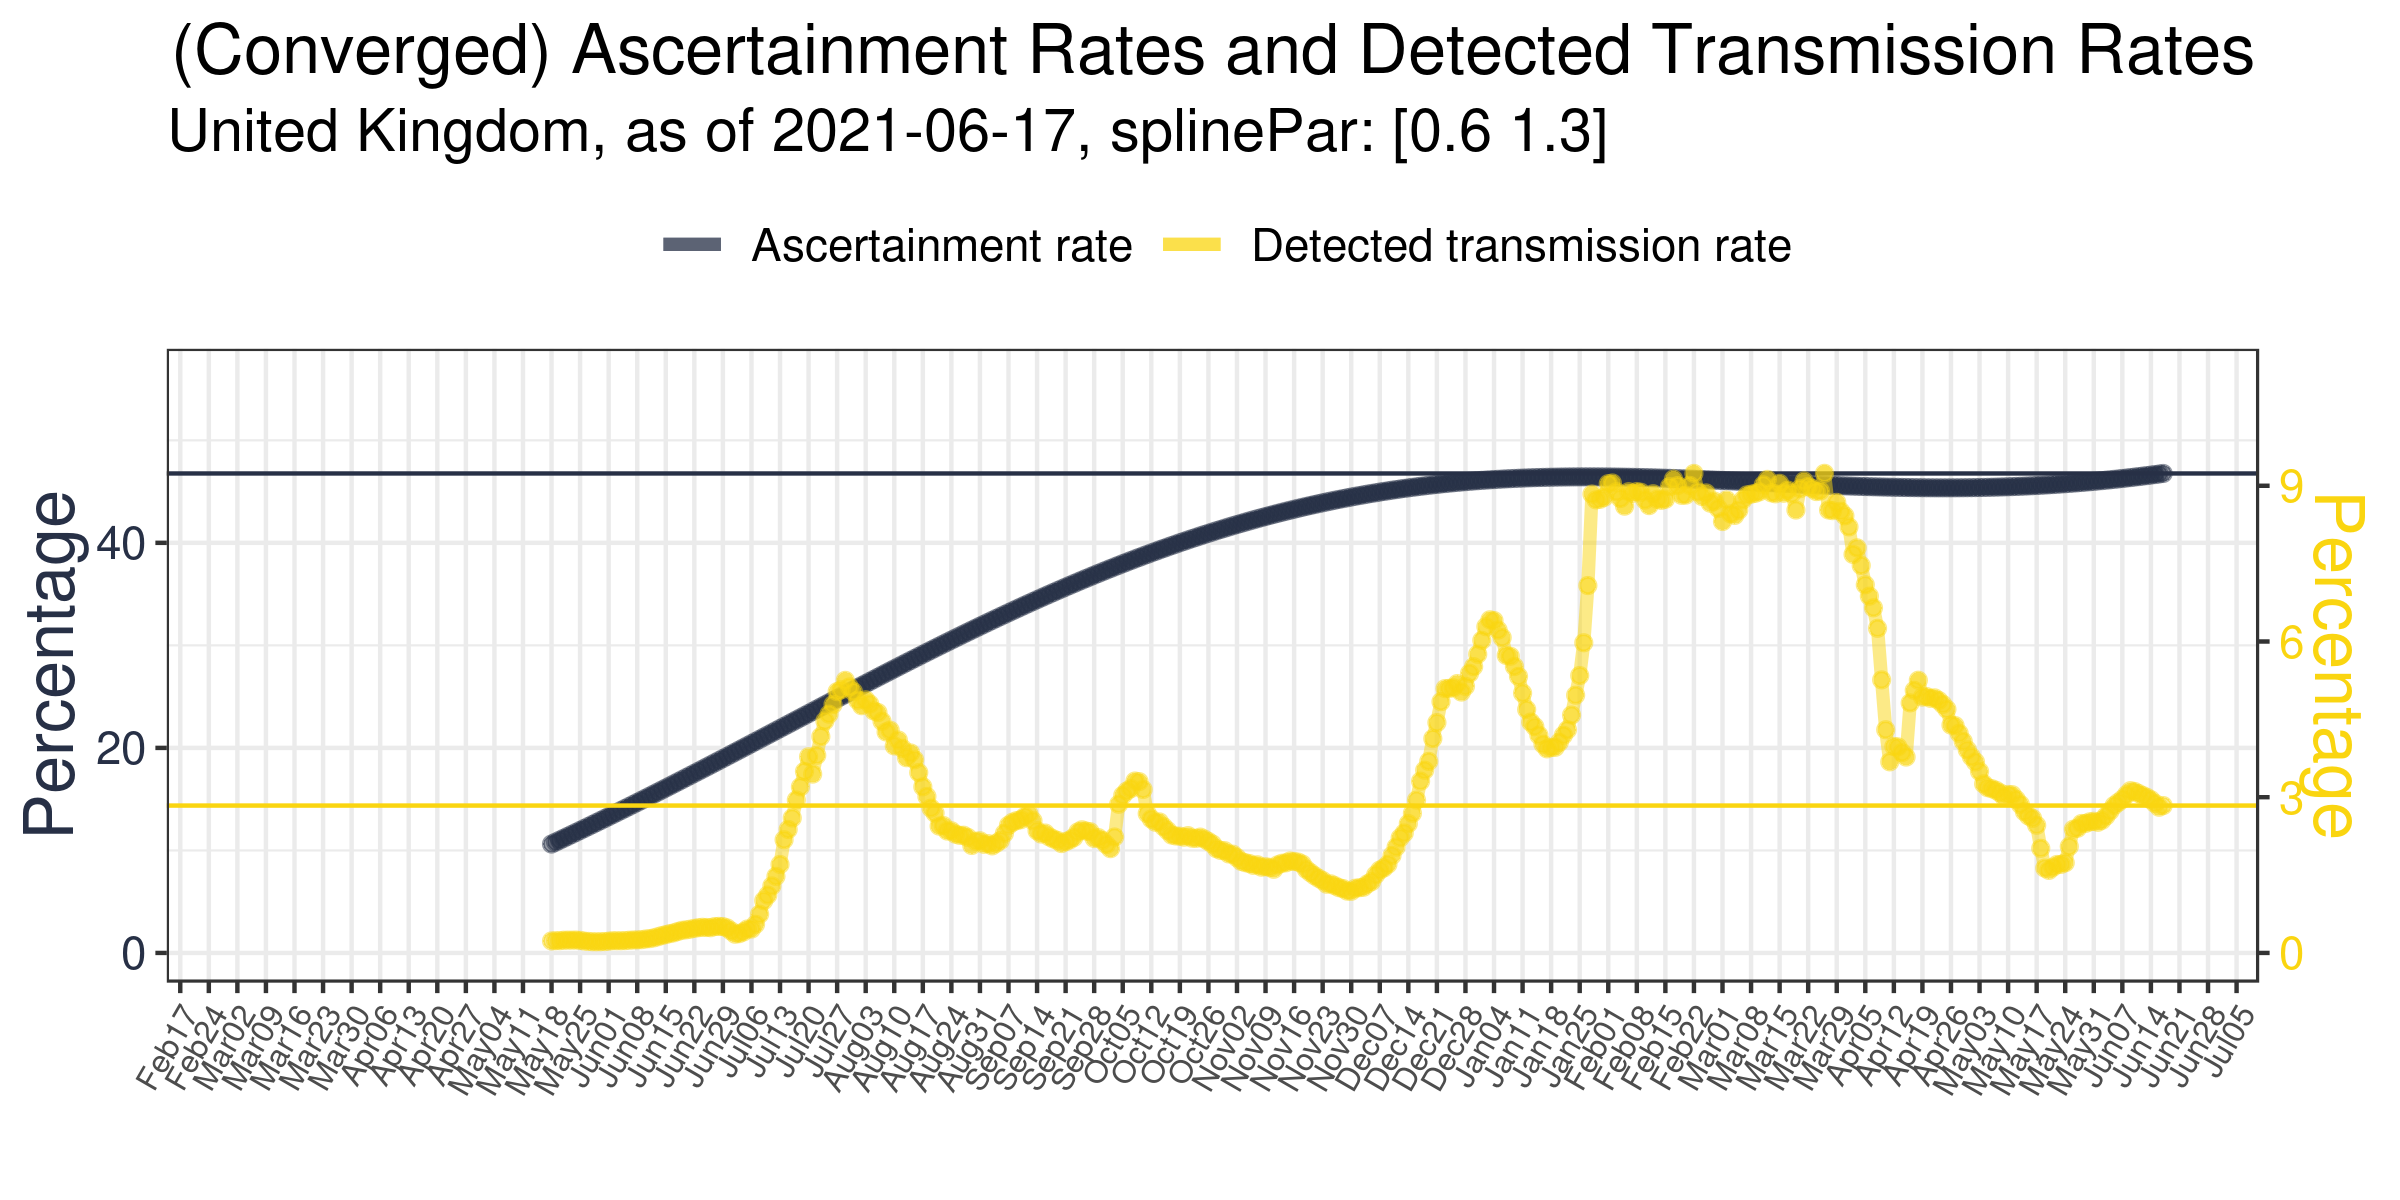 (Converged) Ascertainment Rates and Detected Transmission Rates
United Kingdom, as of 2021-06-17, splinePar: [0.6 1.3]
Ascertainment rate
Detected transmission rate
Percentage
40
20
0
9
6
3
0
Percentage
Feb17
Feb24
Mar02
Mar09
Mar16
Mar23
Mar30
Apr06
Apr13
Apr20
Apr27
May04
May11
May18
May25
Jun01
Jun08
Jun15
Jun22
Jun29
Jul06
Jul13
Jul20
Jul27
Aug03
Aug10
Aug17
Aug24
Aug31
Sep07
Sep14
Sep21
Sep28
Oct05
Oct12
Oct19
Oct26
Nov02
Nov09
Nov16
Nov23
Nov30
Dec07
Dec14
Dec21
Dec28
Jan04
Jan11
Jan18
Jan25
Feb01
Feb08
Feb15
Feb22
Mar01
Mar08
Mar15
Mar22
Mar29
Apr05
Apr12
Apr19
Apr26
May03
May10
May17
May24
May31
Jun07
Jun14
Jun21
Jun28
Jul05